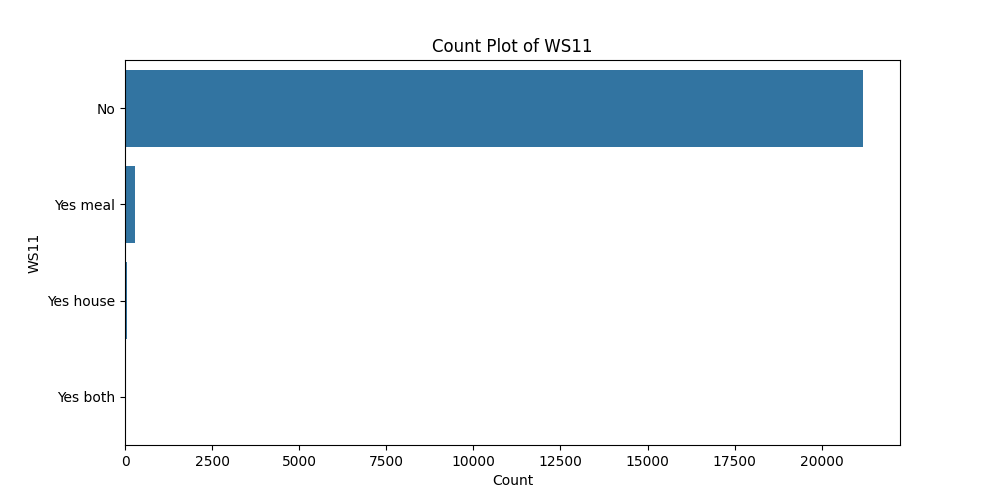 Count Plot of WS11
No
Yes meal
Yes house
Yes both
WS11
0 2500 5000 7500 10000 12500 15000 17500 20000
Count